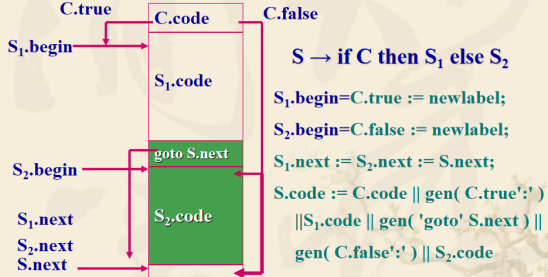 C.true
C.code
C.false
S₁.begin
S₁.code
goto S.next
S₂.begin
S₂.code
S₁.next
S₂.next
S.next
S → if C then S₁ else S₂
S₁.begin=C.true := newlabel;
S₂.begin=C.false := newlabel;
S₁.next := S₂.next := S.next;
S.code := C.code || gen( C.true':' )
||S₁.code || gen( 'goto' S.next ) ||
gen( C.false':' ) || S₂.code